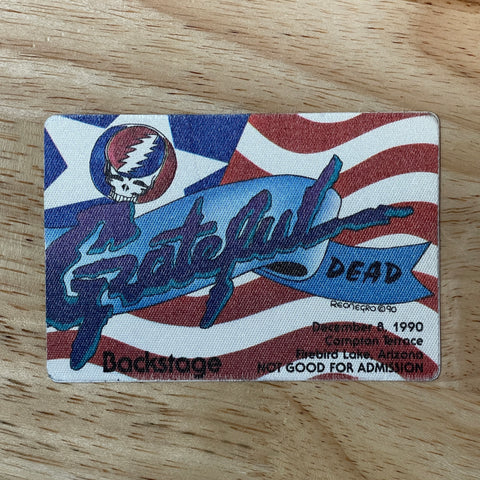 Grateful
DEAD
REONEGRO ©90
December 8, 1990
Compton Terrace
Firebird Lake, Arizona
Backstage
NOT GOOD FOR ADMISSION